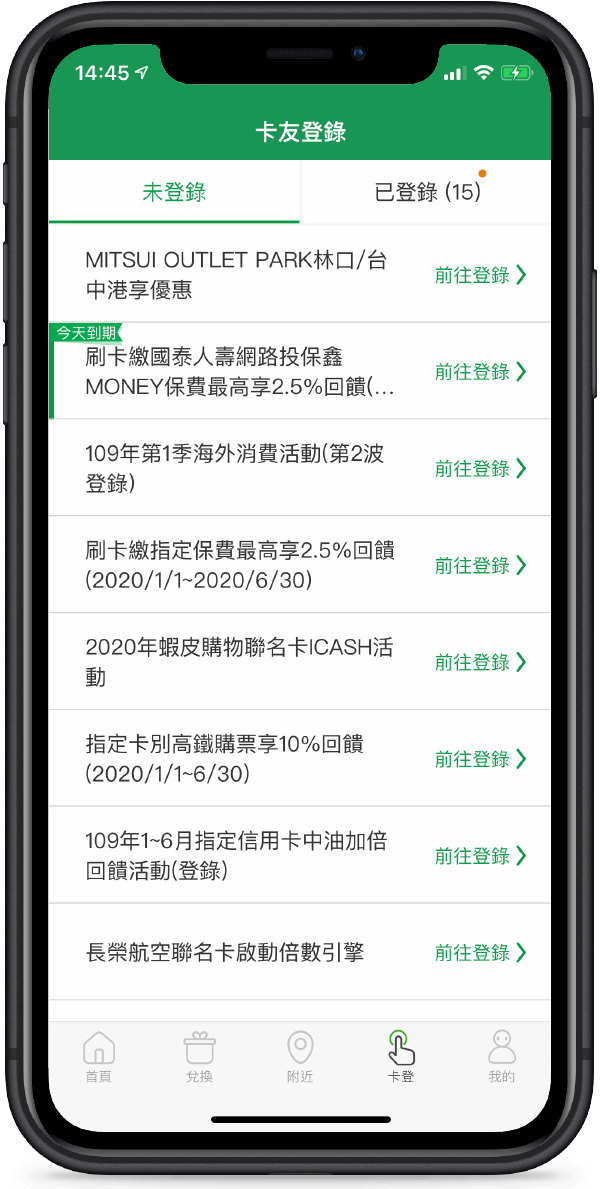 14:45
卡友登錄
未登錄
已登錄 (15)
MITSUI OUTLET PARK林口/台
中港享優惠
前往登錄
今天到期
刷卡繳國泰人壽網路投保鑫
MONEY保費最高享2.5%回饋(...
前往登錄
109年第1季海外消費活動(第2波
登錄)
前往登錄
刷卡繳指定保費最高享2.5%回饋
(2020/1/1~2020/6/30)
前往登錄
2020年蝦皮購物聯名卡ICASH活
動
前往登錄
指定卡別高鐵購票享10%回饋
(2020/1/1~6/30)
前往登錄
109年1~6月指定信用卡中油加倍
回饋活動(登錄)
前往登錄
長榮航空聯名卡啟動倍數引擎
前往登錄
首頁
兌換
附近
卡登
我的